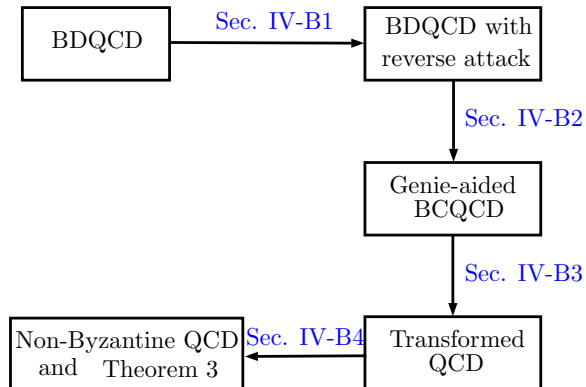 Sec. IV-B1
BDQCD
BDQCD with
reverse attack
Sec. IV-B2
Genie-aided
BCQCD
Sec. IV-B3
Transformed
QCD
Sec. IV-B4
Non-Byzantine QCD
and Theorem 3